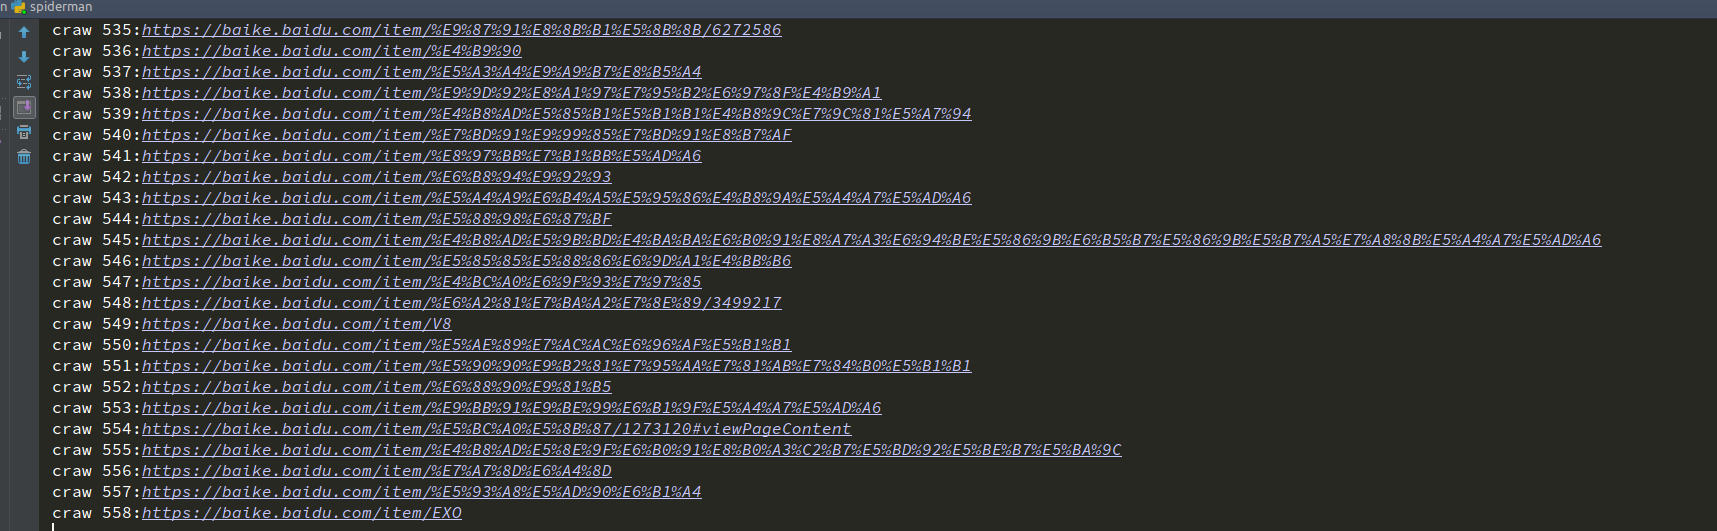 n spiderman
craw 535:https://baike.baidu.com/item/%E9%87%91%E8%8B%B1%E5%8B%8B/6272586
craw 536:https://baike.baidu.com/item/%E4%B9%90
craw 537:https://baike.baidu.com/item/%E5%A3%A4%E9%A9%B7%E8%B5%A4
craw 538:https://baike.baidu.com/item/%E9%9D%92%E8%A1%97%E7%95%B2%E6%97%8F%E4%B9%A1
craw 539:https://baike.baidu.com/item/%E4%B8%AD%E5%85%B1%E5%B1%B1%E4%B8%9C%E7%9C%81%E5%A7%94
craw 540:https://baike.baidu.com/item/%E7%BD%91%E9%99%85%E7%BD%91%E8%B7%AF
craw 541:https://baike.baidu.com/item/%E8%97%BB%E7%B1%BB%E5%AD%A6
craw 542:https://baike.baidu.com/item/%E6%B8%94%E9%92%93
craw 543:https://baike.baidu.com/item/%E5%A4%A9%E6%B4%A5%E5%95%86%E4%B8%9A%E5%A4%A7%E5%AD%A6
craw 544:https://baike.baidu.com/item/%E5%88%98%E6%87%BF
craw 545:https://baike.baidu.com/item/%E4%B8%AD%E5%9B%BD%E4%BA%BA%E6%B0%91%E8%A7%A3%E6%94%BE%E5%86%9B%E6%B5%B7%E5%86%9B%E5%B7%A5%E7%A8%8B%E5%A4%A7%E5%AD%A6
craw 546:https://baike.baidu.com/item/%E5%85%85%E5%88%86%E6%9D%A1%E4%BB%B6
craw 547:https://baike.baidu.com/item/%E4%BC%A0%E6%9F%93%E7%97%85
craw 548:https://baike.baidu.com/item/%E6%A2%81%E7%BA%A2%E7%8E%89/3499217
craw 549:https://baike.baidu.com/item/V8
craw 550:https://baike.baidu.com/item/%E5%AE%89%E7%AC%AC%E6%96%AF%E5%B1%B1
craw 551:https://baike.baidu.com/item/%E5%90%90%E9%B2%81%E7%95%AA%E7%81%AB%E7%84%B0%E5%B1%B1
craw 552:https://baike.baidu.com/item/%E6%88%90%E9%81%B5
craw 553:https://baike.baidu.com/item/%E9%BB%91%E9%BE%99%E6%B1%9F%E5%A4%A7%E5%AD%A6
craw 554:https://baike.baidu.com/item/%E5%BC%A0%E5%8B%87/1273120#viewPageContent
craw 555:https://baike.baidu.com/item/%E4%B8%AD%E5%8E%9F%E6%B0%91%E8%B0%A3%C2%B7%E5%BD%92%E5%BE%B7%E5%BA%9C
craw 556:https://baike.baidu.com/item/%E7%A7%8D%E6%A4%8D
craw 557:https://baike.baidu.com/item/%E5%93%A8%E5%AD%90%E6%B1%A4
craw 558:https://baike.baidu.com/item/EXO